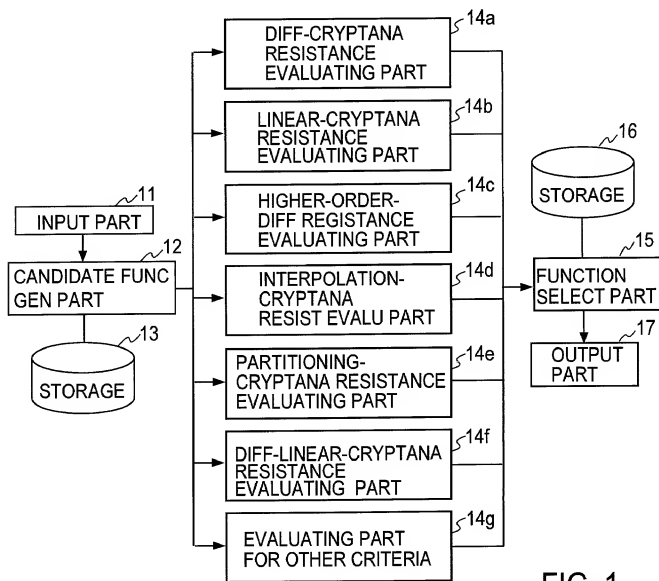 14a
DIFF-CRYPTANA
RESISTANCE
EVALUATING PART
14b
LINEAR-CRYPTANA
RESISTANCE
EVALUATING PART
14c
HIGHER-ORDER-
DIFF REGISTANCE
EVALUATING PART
14d
INTERPOLATION-
CRYPTANA
RESIST EVALU PART
14e
PARTITIONING-
CRYPTANA RESISTANCE
EVALUATING PART
14f
DIFF-LINEAR-CRYPTANA
RESISTANCE
EVALUATING PART
14g
EVALUATING PART
FOR OTHER CRITERIA
11
INPUT PART
12
CANDIDATE FUNC
GEN PART
13
STORAGE
16
STORAGE
15
FUNCTION
SELECT PART
17
OUTPUT
PART
FIG. 1